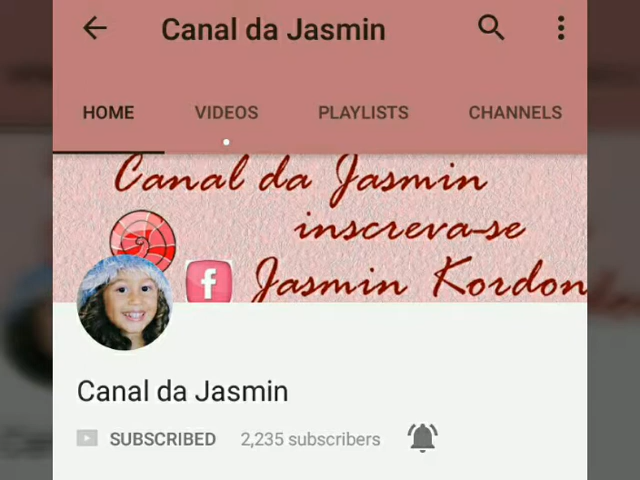 Canal da Jasmin
HOME VIDEOS PLAYLISTS CHANNELS
Canal da Jasmin
inscreva-se
f Jasmin Kordon
Canal da Jasmin
SUBSCRIBED 2,235 subscribers